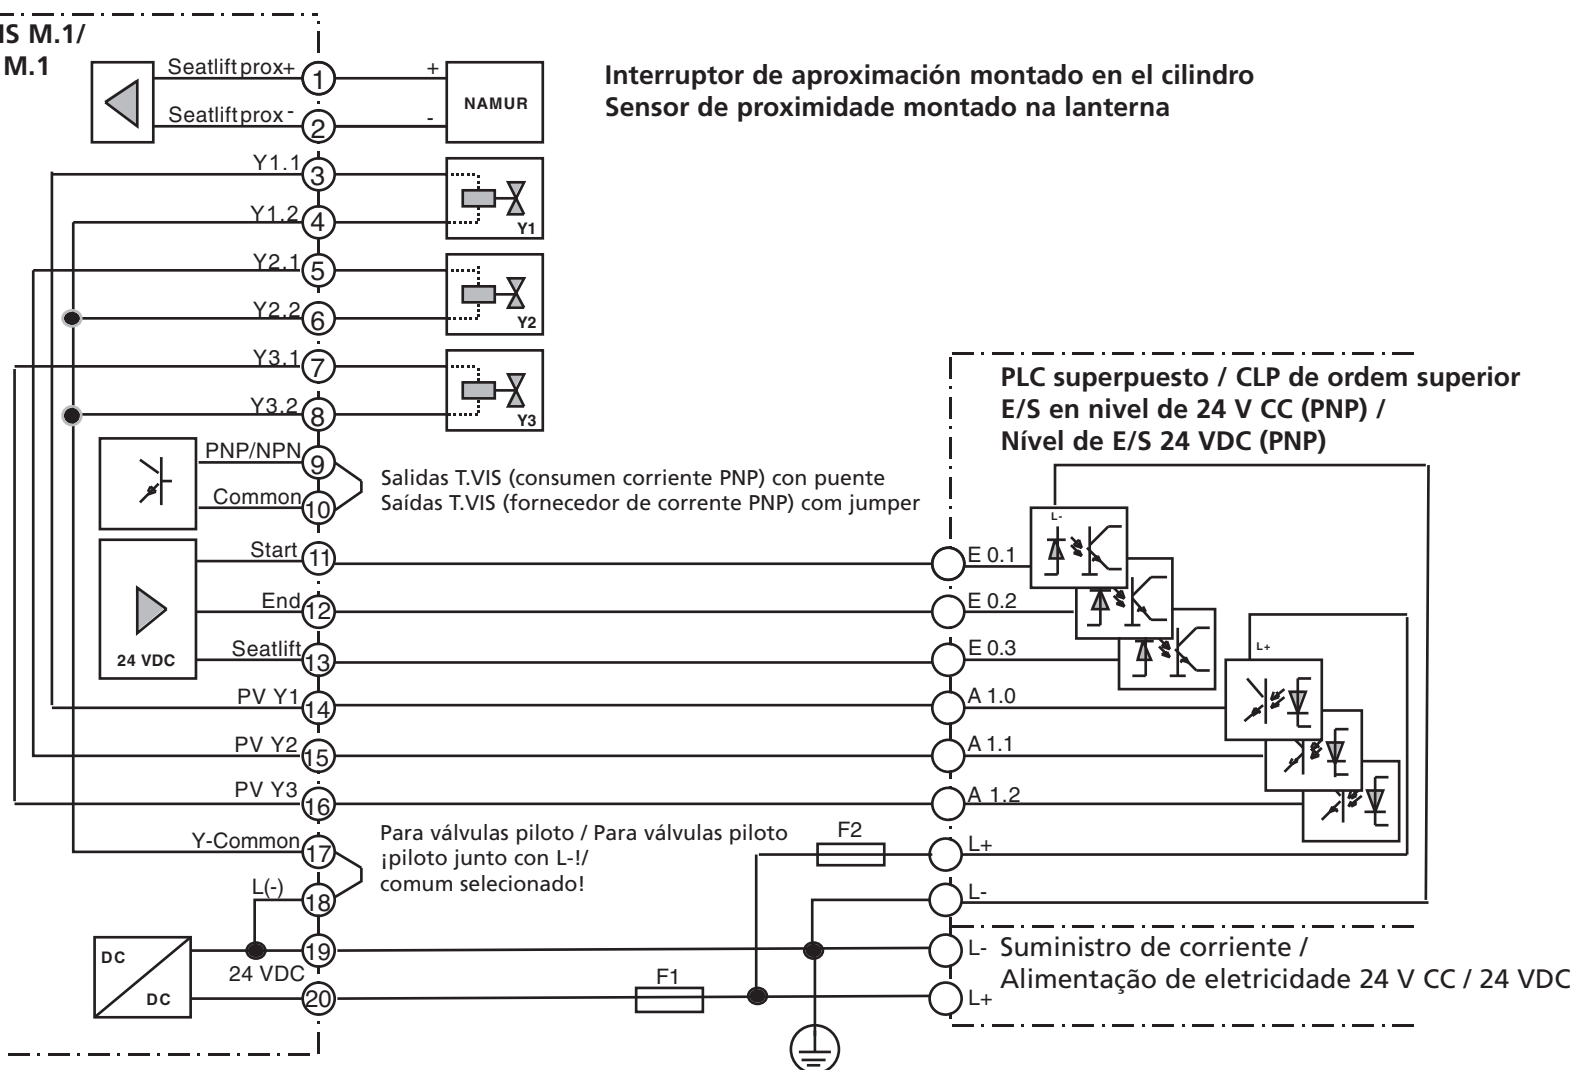 IS M.1/
M.1
Seatlift prox+
1
+
NAMUR
Seatlift prox -
2
-
Interruptor de aproximación montado en el cilindro
Sensor de proximidade montado na lanterna
Y1.1
3
Y1.2
4
Y1
Y2.1
5
Y2.2
6
Y2
Y3.1
7
Y3.2
8
Y3
PNP/NPN
9
Common
10
Salidas T.VIS (consumen corriente PNP) con puente
Saídas T.VIS (fornecedor de corrente PNP) com jumper
PLC superpuesto / CLP de ordem superior
E/S en nivel de 24 V CC (PNP) /
Nível de E/S 24 VDC (PNP)
L-
Start
11
E 0.1
End
12
E 0.2
24 VDC
Seatlift
13
E 0.3
L+
PV Y1
14
A 1.0
PV Y2
15
A 1.1
PV Y3
16
A 1.2
Y-Common
17
Para válvulas piloto / Para válvulas piloto
¡piloto junto con L-!/
comum selecionado!
F2
L+
L(-)
18
L-
DC
DC
19
24 VDC
20
F1
L-
L+
Suministro de corriente /
Alimentação de eletricidade 24 V CC / 24 VDC